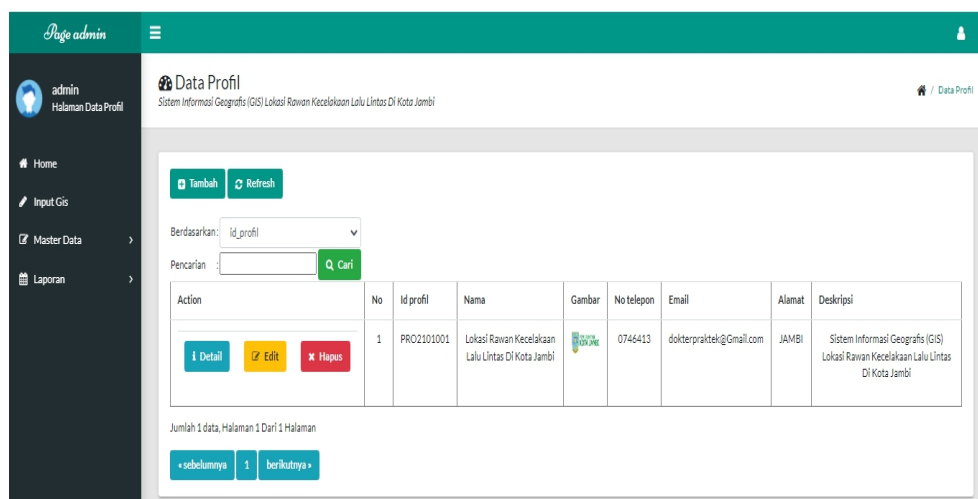 Page admin
admin
Halaman Data Profil
Home
Input Gis
Master Data
Laporan
Data Profil
Sistem Informasi Geografis (GIS) Lokasi Rawan Kecelakaan Lalu Lintas Di Kota Jambi
/ Data Profil
Tambah
Refresh
Berdasarkan : id_profil
Pencarian :
Cari
Action No Id profil Nama Gambar No telepon Email Alamat Deskripsi
Detail Edit Hapus 1 PRO2101001 Lokasi Rawan Kecelakaan 0746413 dokterpraktek@Gmail.com JAMBI Sistem Informasi Geografis (GIS)
Lalu Lintas Di Kota Jambi KOTA JAMBI Lokasi Rawan Kecelakaan Lalu Lintas
Di Kota Jambi
Jumlah 1 data, Halaman 1 Dari 1 Halaman
« sebelumnya 1 berikutnya »